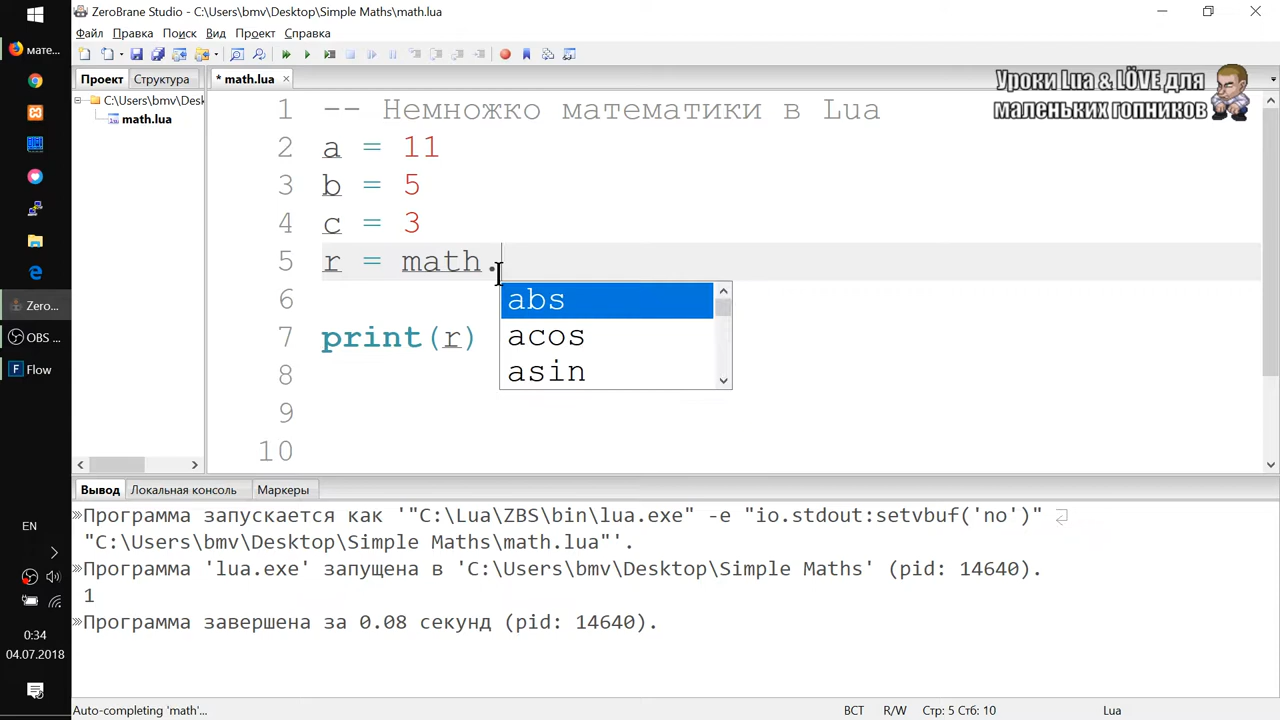 ZeroBrane Studio - C:\Users\bmv\Desktop\Simple Maths\math.lua
Файл Правка Поиск Вид Проект Справка
мате...
Проект Структура
* math.lua
Уроки Lua & LÖVE для
маленьких гопников
C:\Users\bmv\Desk
math.lua
1 -- Немножко математики в Lua
2 a = 11
3 b = 5
4 c = 3
5 r = math.
6
7 print(r)
8
9
10
abs
acos
asin
Zero...
OBS
Flow
Вывод Локальная консоль Маркеры
Программа запускается как '"C:\Lua\ZBS\bin\lua.exe" -e "io.stdout:setvbuf('no')"
"C:\Users\bmv\Desktop\Simple Maths\math.lua"'.
Программа 'lua.exe' запущена в 'C:\Users\bmv\Desktop\Simple Maths' (pid: 14640).
1
Программа завершена за 0.08 секунд (pid: 14640).
EN
0:34
04.07.2018
Auto-completing 'math'...
ВСТ R/W Стр: 5 Стб: 10 Lua